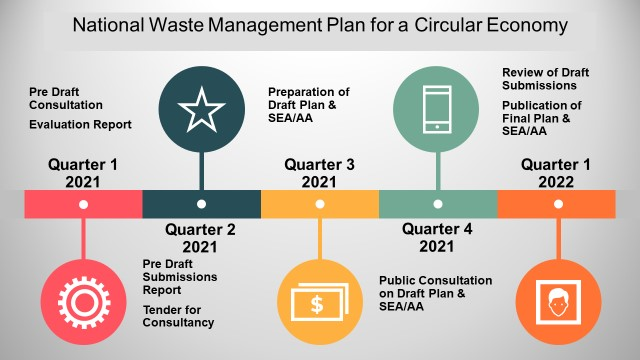 National Waste Management Plan for a Circular Economy
Pre Draft
Consultation
Evaluation Report
Quarter 1
2021
Quarter 2
2021
Pre Draft
Submissions
Report
Tender for
Consultancy
Preparation of
Draft Plan &
SEA/AA
Quarter 3
2021
$
Quarter 4
2021
Public Consultation
on Draft Plan &
SEA/AA
Review of Draft
Submissions
Publication of
Final Plan &
SEA/AA
Quarter 1
2022